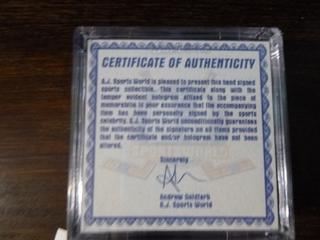 CERTIFICATE OF AUTHENTICITY
A.J. Sports World is pleased to present this hand signed
sports collectible. This certificate along with the
tamper evident hologram affixed to the piece of
memorabilia is your assurance that the accompanying
item has been personally signed by the sports
celebrity. A.J. Sports World unconditionally guarantees
the authenticity of the signature on all items provided
that the certificate and/or hologram have not been
altered.
Sincerely
Andrew Goldfarb
A.J. Sports World